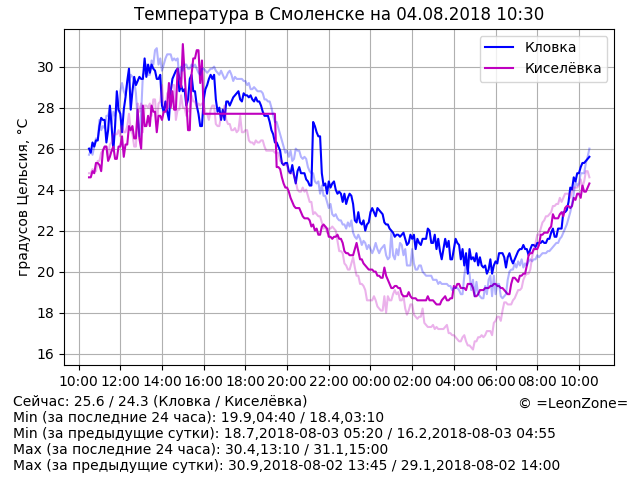 Температура в Смоленске на 04.08.2018 10:30
Кловка
Киселёвка
градусов Цельсия, °C
30
28
26
24
22
20
18
16
10:00 12:00 14:00 16:00 18:00 20:00 22:00 00:00 02:00 04:00 06:00 08:00 10:00
Сейчас: 25.6 / 24.3 (Кловка / Киселёвка)
© =LeonZone=
Min (за последние 24 часа): 19.9,04:40 / 18.4,03:10
Min (за предыдущие сутки): 18.7,2018-08-03 05:20 / 16.2,2018-08-03 04:55
Max (за последние 24 часа): 30.4,13:10 / 31.1,15:00
Max (за предыдущие сутки): 30.9,2018-08-02 13:45 / 29.1,2018-08-02 14:00